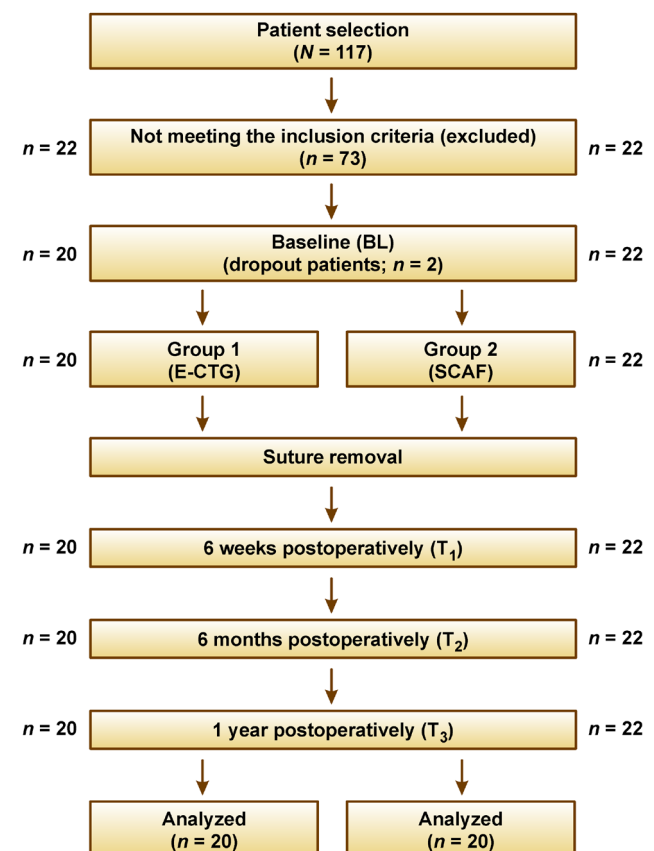 Patient selection
(N = 117)
Not meeting the inclusion criteria (excluded)
(n = 73)
n = 22
n = 22
Baseline (BL)
(dropout patients; n = 2)
n = 20
n = 22
Group 1
(E-CTG)
Group 2
(SCAF)
n = 20
n = 22
Suture removal
n = 20
6 weeks postoperatively (T1)
n = 22
n = 20
6 months postoperatively (T2)
n = 22
n = 20
1 year postoperatively (T3)
n = 22
Analyzed
(n = 20)
Analyzed
(n = 20)